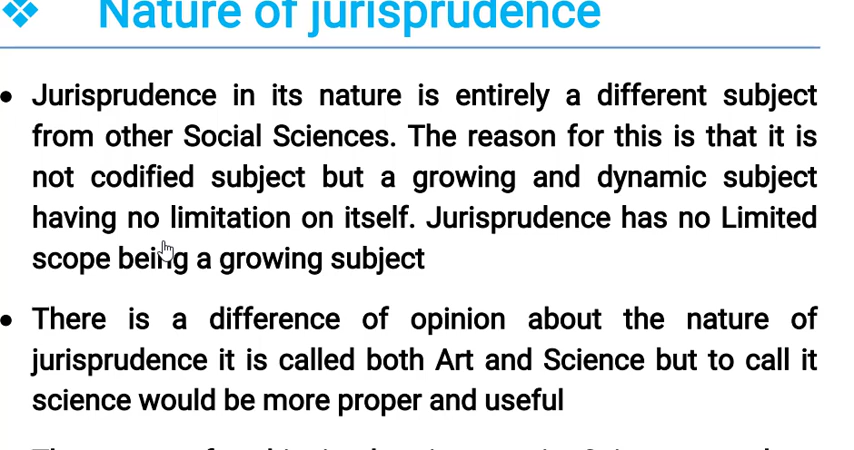 Nature of jurisprudence
Jurisprudence in its nature is entirely a different subject
from other Social Sciences. The reason for this is that it is
not codified subject but a growing and dynamic subject
having no limitation on itself. Jurisprudence has no Limited
scope being a growing subject
There is a difference of opinion about the nature of
jurisprudence it is called both Art and Science but to call it
science would be more proper and useful